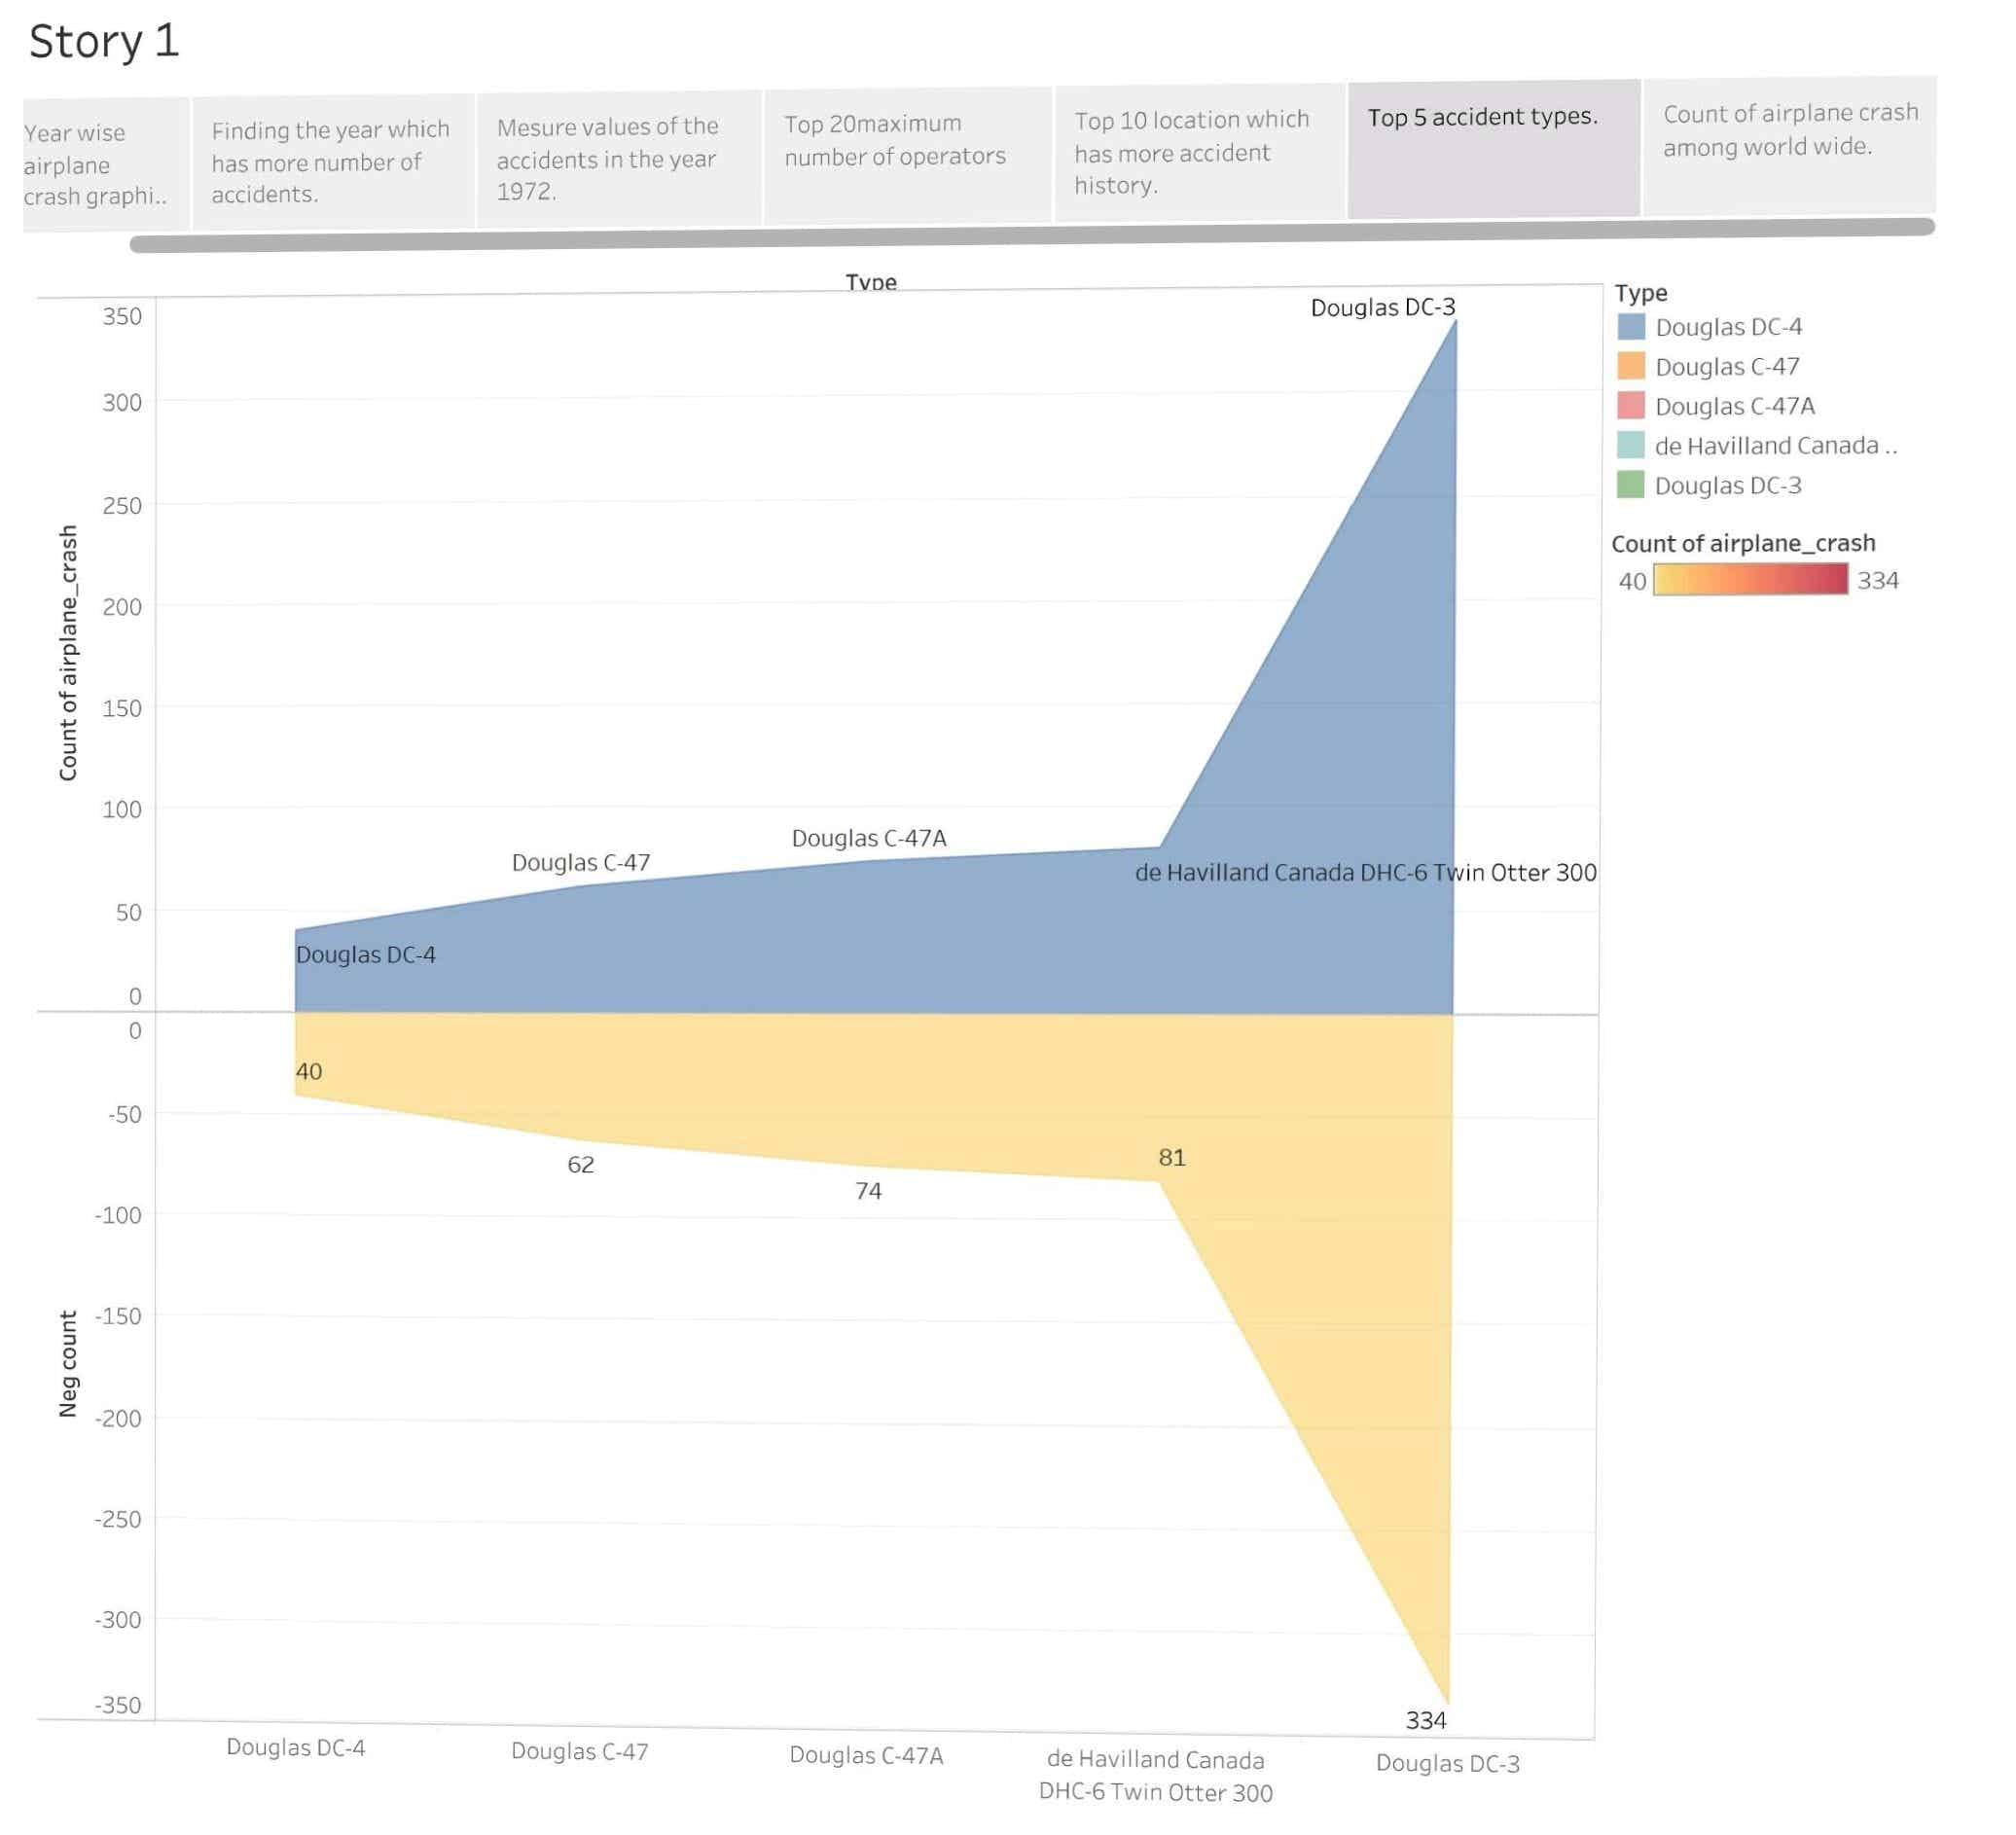 Story 1
Year wise
airplane
crash graphi..
Finding the year which
has more number of
accidents.
Mesure values of the
accidents in the year
1972.
Top 20maximum
number of operators
Top 10 location which
has more accident
history.
Top 5 accident types.
Count of airplane crash
among world wide.
Type
350
300
250
200
150
100
50
0
Count of airplane_crash
Douglas DC-3
Douglas C-47A
Douglas C-47
de Havilland Canada DHC-6 Twin Otter 300
Douglas DC-4
0
-50
-100
-150
-200
-250
-300
-350
Neg count
40
62
74
81
334
Douglas DC-4
Douglas C-47
Douglas C-47A
de Havilland Canada
DHC-6 Twin Otter 300
Douglas DC-3
Type
Douglas DC-4
Douglas C-47
Douglas C-47A
de Havilland Canada ..
Douglas DC-3
Count of airplane_crash
40 334